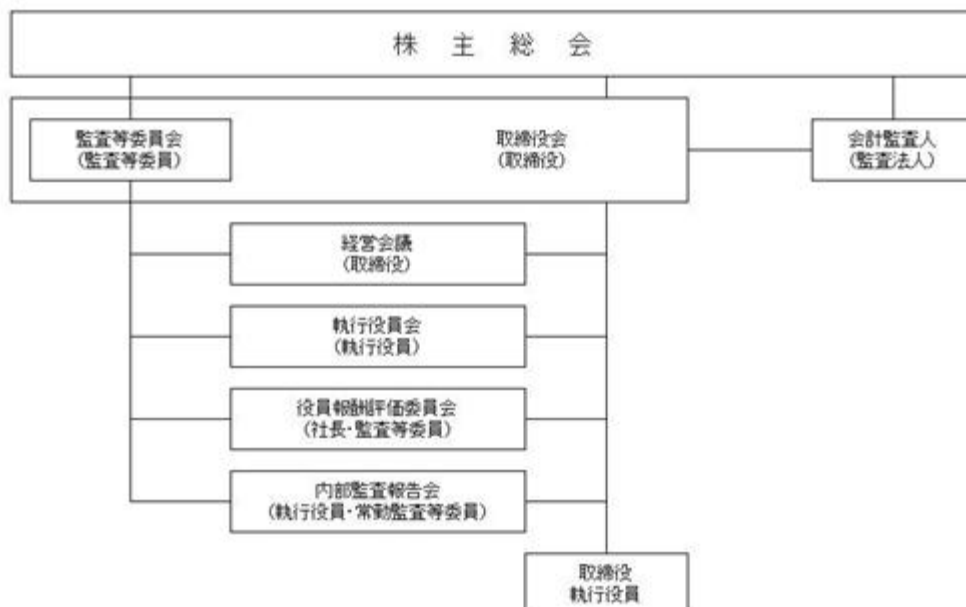 株主総会
監査等委員会
(監査等委員)
取締役会
(取締役)
会計監査人
(監査法人)
経営会議
(取締役)
執行役員会
(執行役員)
役員報酬評価委員会
(社長・監査等委員)
内部監査報告会
(執行役員・常勤監査等委員)
取締役
執行役員